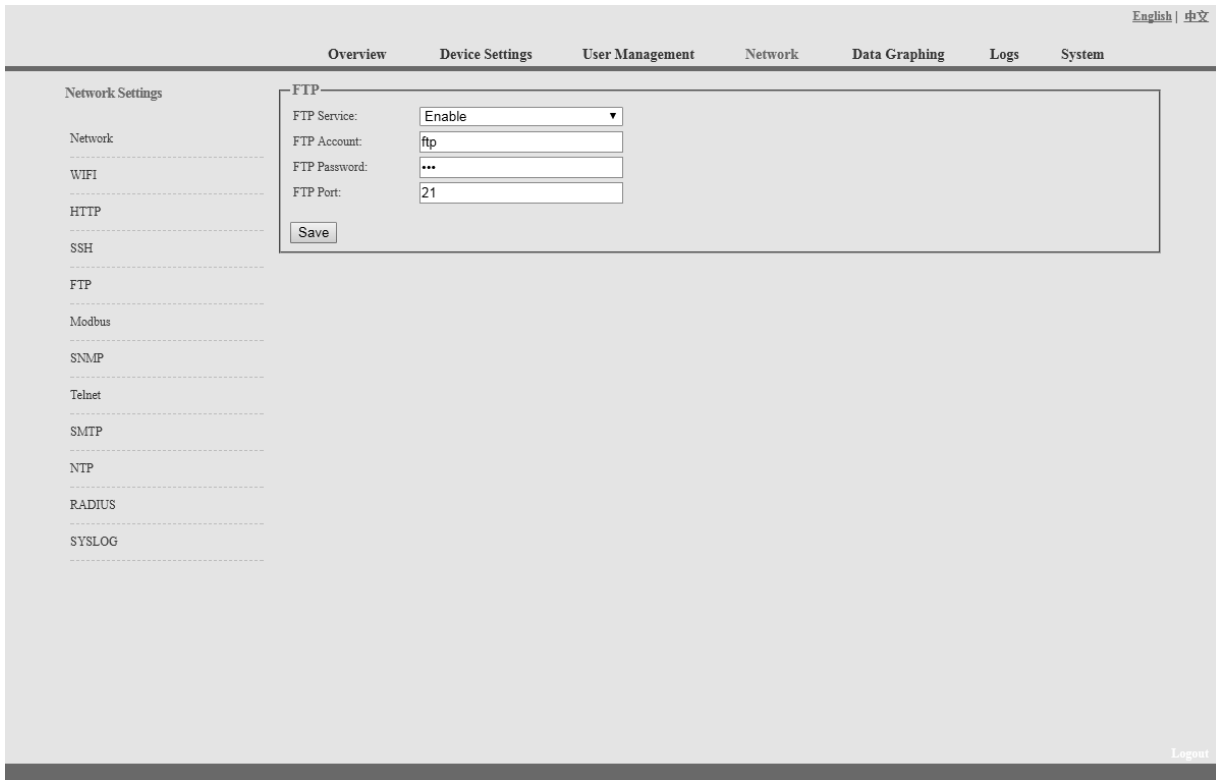 English | 中文
Overview Device Settings User Management Network Data Graphing Logs System
Network Settings
Network
WIFI
HTTP
SSH
FTP
Modbus
SNMP
Telnet
SMTP
NTP
RADIUS
SYSLOG
FTP
FTP Service: Enable
FTP Account: ftp
FTP Password: •••
FTP Port: 21
Save
Logout